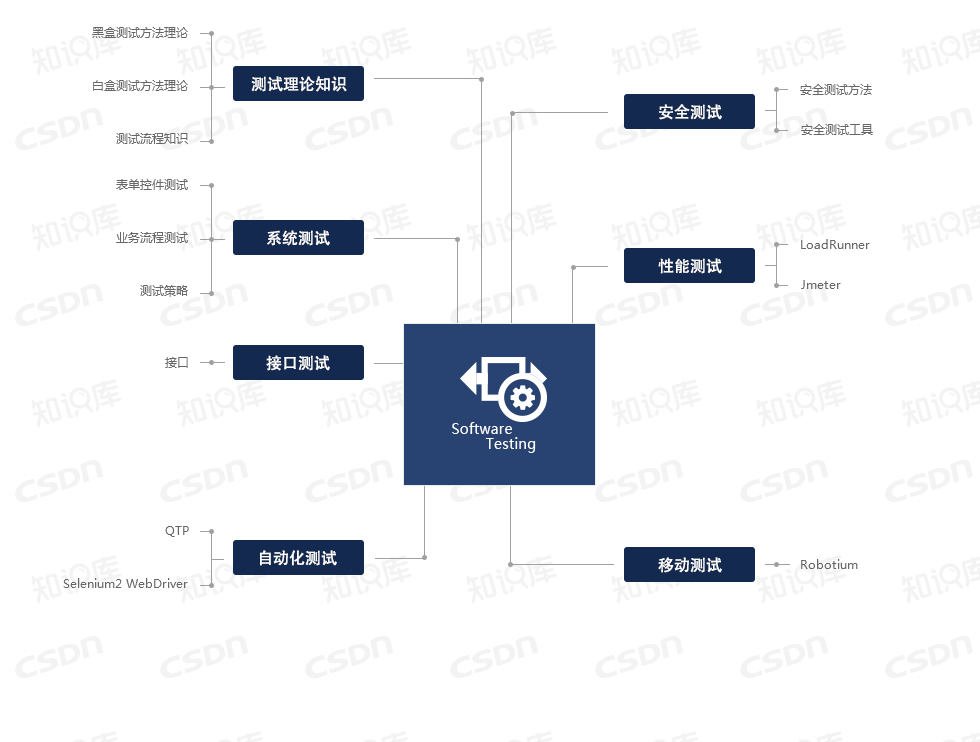 黑盒测试方法理论
白盒测试方法理论
测试流程知识
测试理论知识
表单控件测试
业务流程测试
测试策略
系统测试
接口
接口测试
QTP
Selenium2 WebDriver
自动化测试
Software
Testing
安全测试
安全测试方法
安全测试工具
性能测试
LoadRunner
Jmeter
移动测试
Robotium
知识库
CSDN